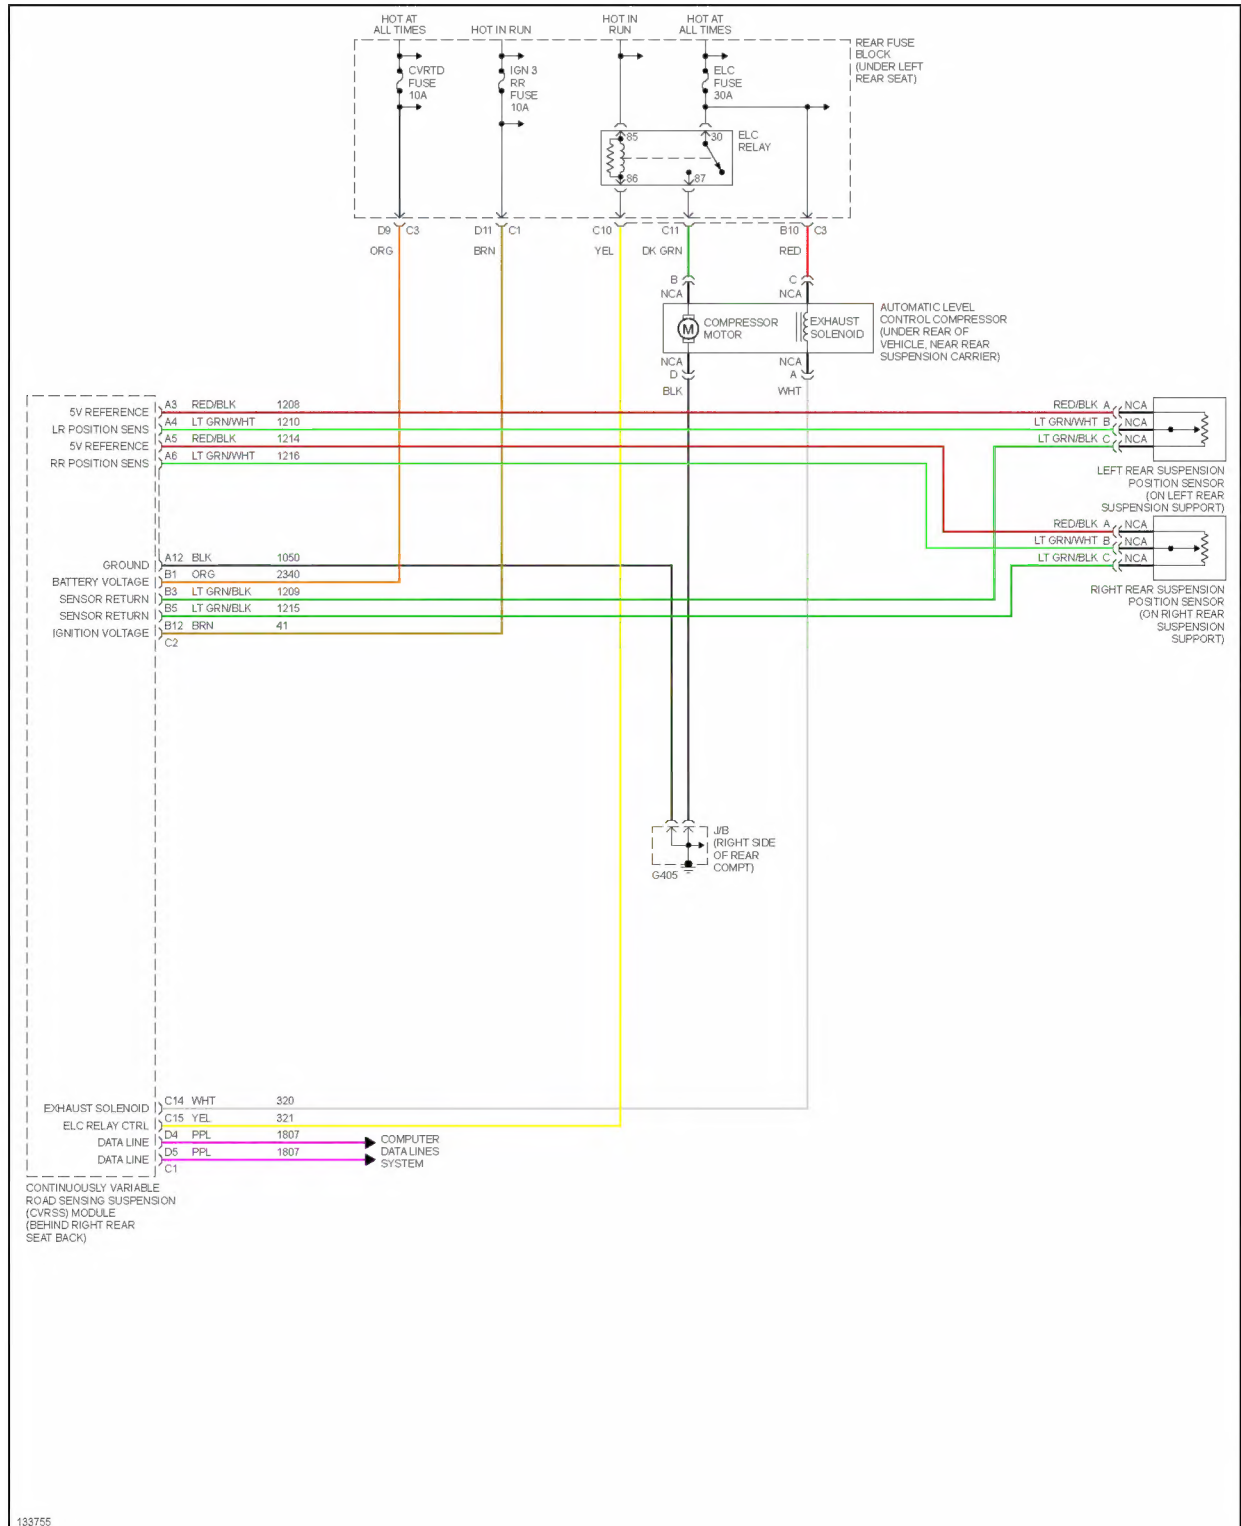 HOT AT
ALL TIMES
HOT IN RUN
HOT IN
RUN
HOT AT
ALL TIMES
REAR FUSE
BLOCK
(UNDER LEFT
REAR SEAT)
CVRTD
FUSE
10A
IGN 3
RR
FUSE
10A
ELC
FUSE
30A
85
30
ELC
RELAY
86
87
D9 C3
D11 C1
C10
C11
B10 C3
ORG
BRN
YEL
DK GRN
RED
B
C
NCA
NCA
COMPRESSOR
MOTOR
M
EXHAUST
SOLENOID
AUTOMATIC LEVEL
CONTROL COMPRESSOR
(UNDER REAR OF
VEHICLE, NEAR REAR
SUSPENSION CARRIER)
NCA
NCA
D
A
BLK
WHT
5V REFERENCE A3 RED/BLK 1208
LR POSITION SENS A4 LT GRN/WHT 1210
5V REFERENCE A5 RED/BLK 1214
RR POSITION SENS A6 LT GRN/WHT 1216
RED/BLK A NCA
LT GRN/WHT B NCA
LT GRN/BLK C NCA
LEFT REAR SUSPENSION
POSITION SENSOR
(ON LEFT REAR
SUSPENSION SUPPORT)
RED/BLK A NCA
LT GRN/WHT B NCA
LT GRN/BLK C NCA
RIGHT REAR SUSPENSION
POSITION SENSOR
(ON RIGHT REAR
SUSPENSION
SUPPORT)
GROUND A12 BLK 1050
BATTERY VOLTAGE B1 ORG 2340
SENSOR RETURN B3 LT GRN/BLK 1209
SENSOR RETURN B5 LT GRN/BLK 1215
IGNITION VOLTAGE B12 BRN 41
C2
J/B
(RIGHT SIDE
OF REAR
COMPT)
G405
EXHAUST SOLENOID C14 WHT 320
ELC RELAY CTRL C15 YEL 321
DATA LINE D4 PPL 1807
DATA LINE D5 PPL 1807
C1
COMPUTER
DATA LINES
SYSTEM
CONTINUOUSLY VARIABLE
ROAD SENSING SUSPENSION
(CVRSS) MODULE
(BEHIND RIGHT REAR
SEAT BACK)
133755